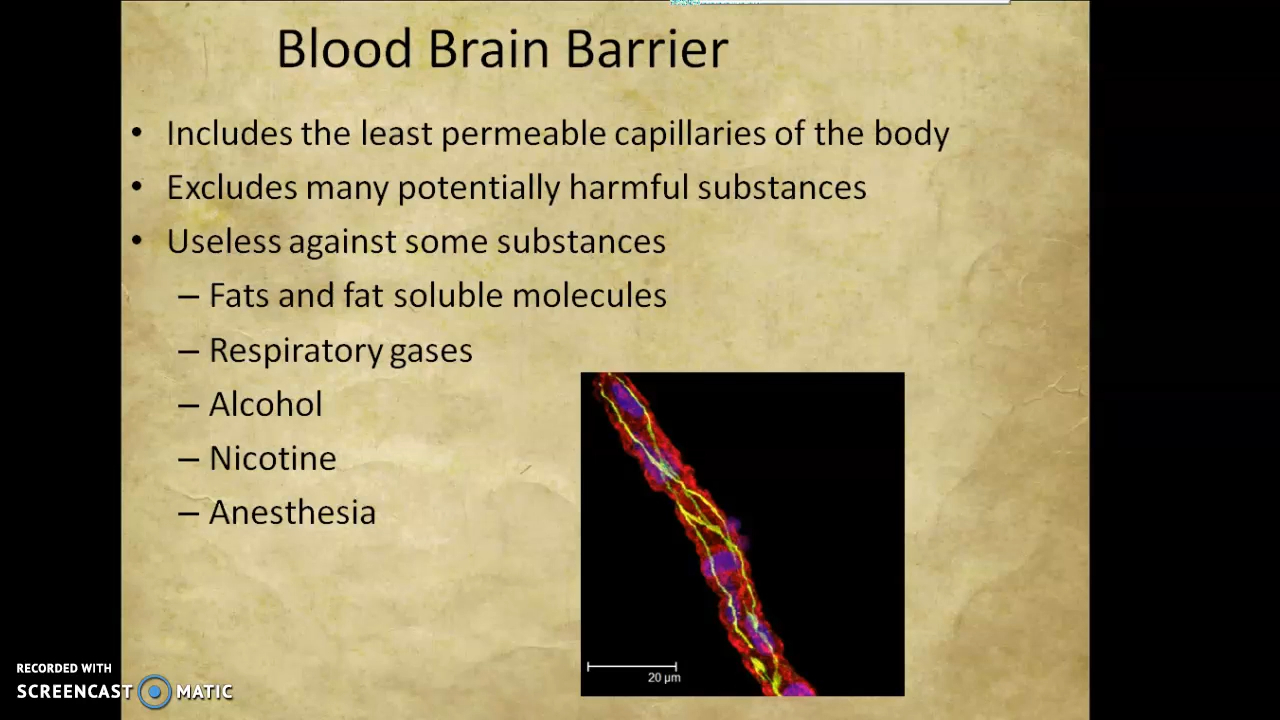 Blood Brain Barrier
• Includes the least permeable capillaries of the body
• Excludes many potentially harmful substances
• Useless against some substances
– Fats and fat soluble molecules
– Respiratory gases
– Alcohol
– Nicotine
– Anesthesia
20 µm
RECORDED WITH
SCREENCAST MATIC